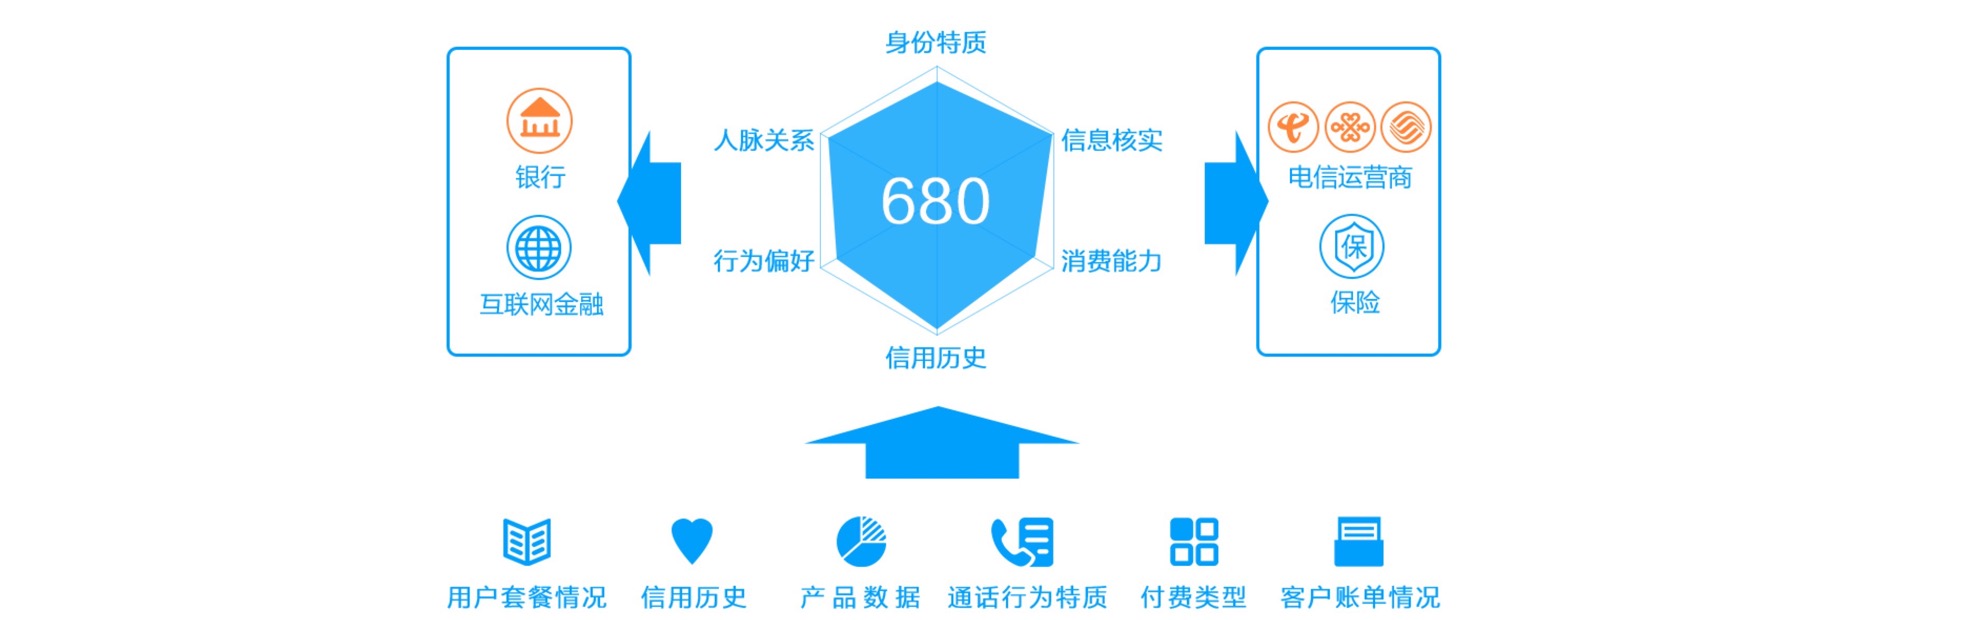 身份特质
人脉关系
信息核实
680
行为偏好
消费能力
信用历史
银行
互联网金融
电信运营商
保
保险
用户套餐情况
信用历史
产品数据
通话行为特质
付费类型
客户账单情况